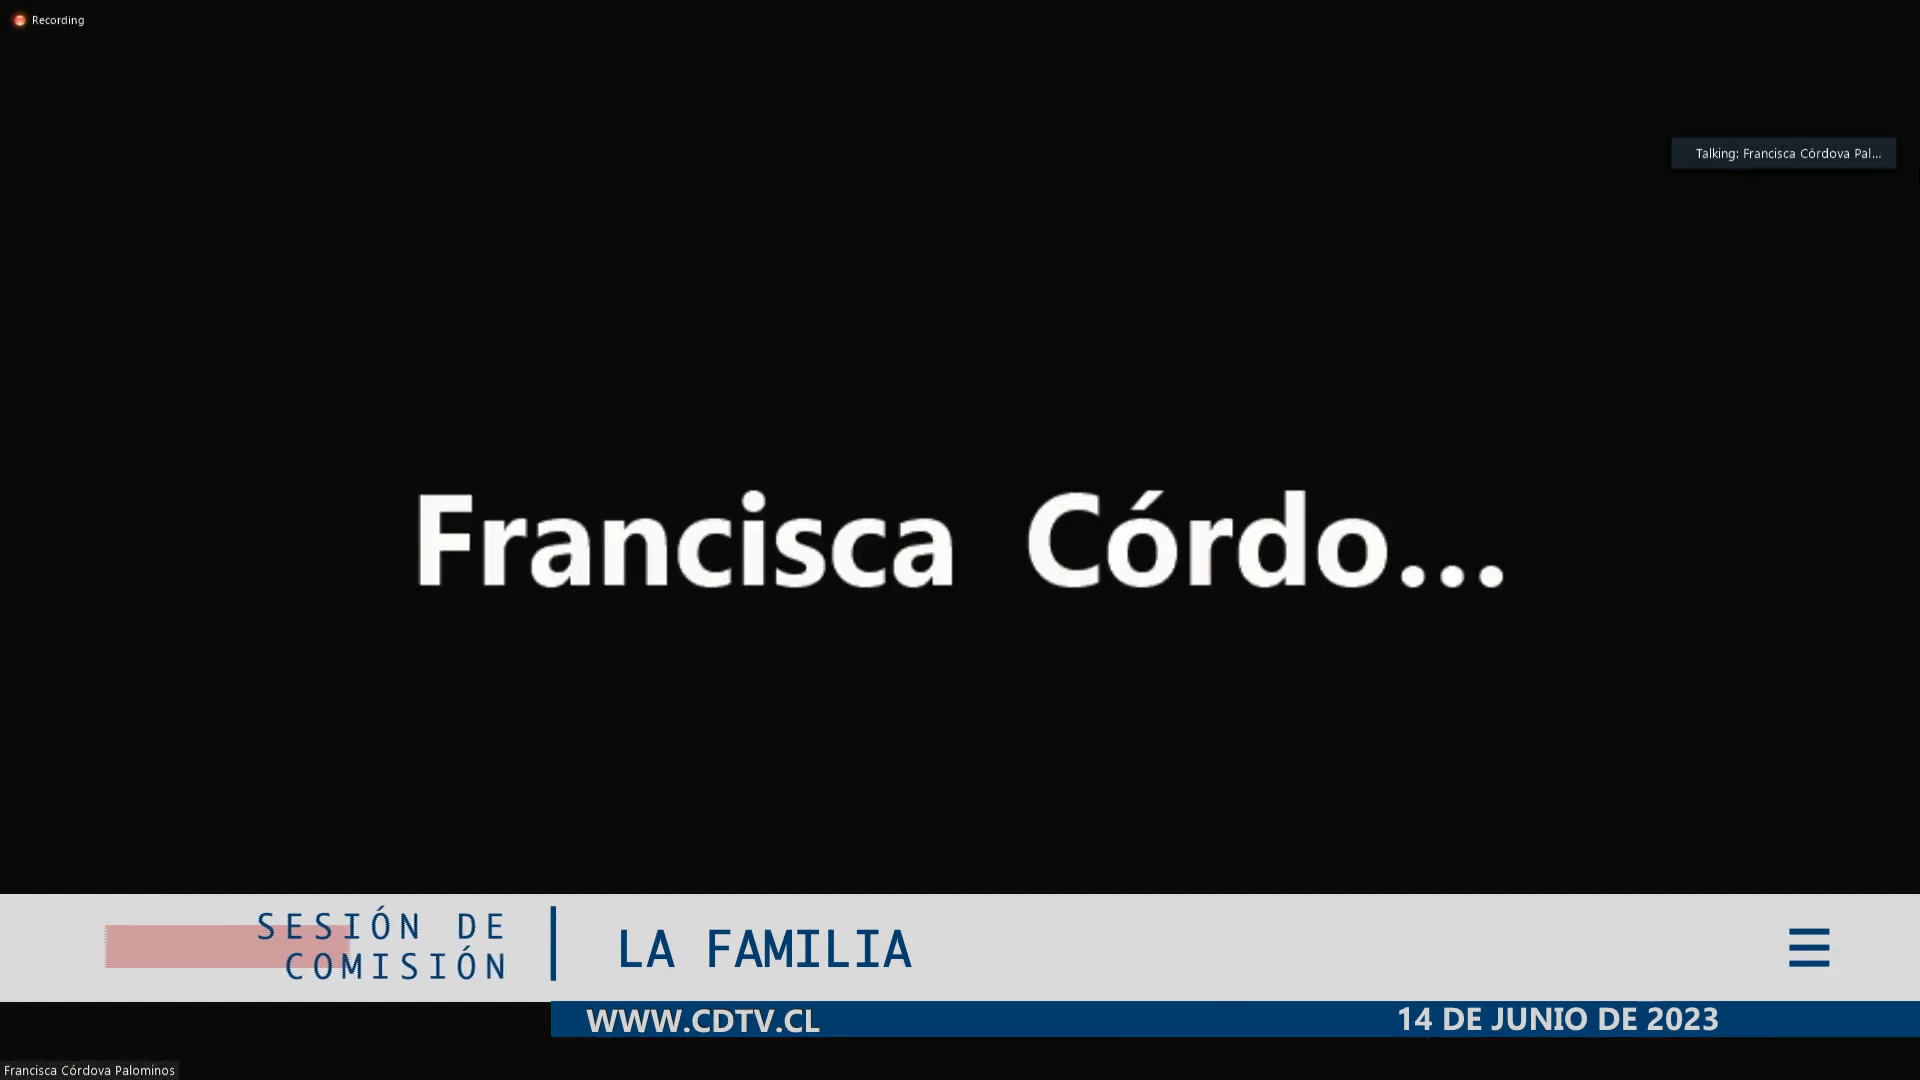 Recording
Talking: Francisca Córdova Pal...
Francisca Córdo...
SESIÓN DE
COMISIÓN
LA FAMILIA
WWW.CDTV.CL
14 DE JUNIO DE 2023
Francisca Córdova Palominos